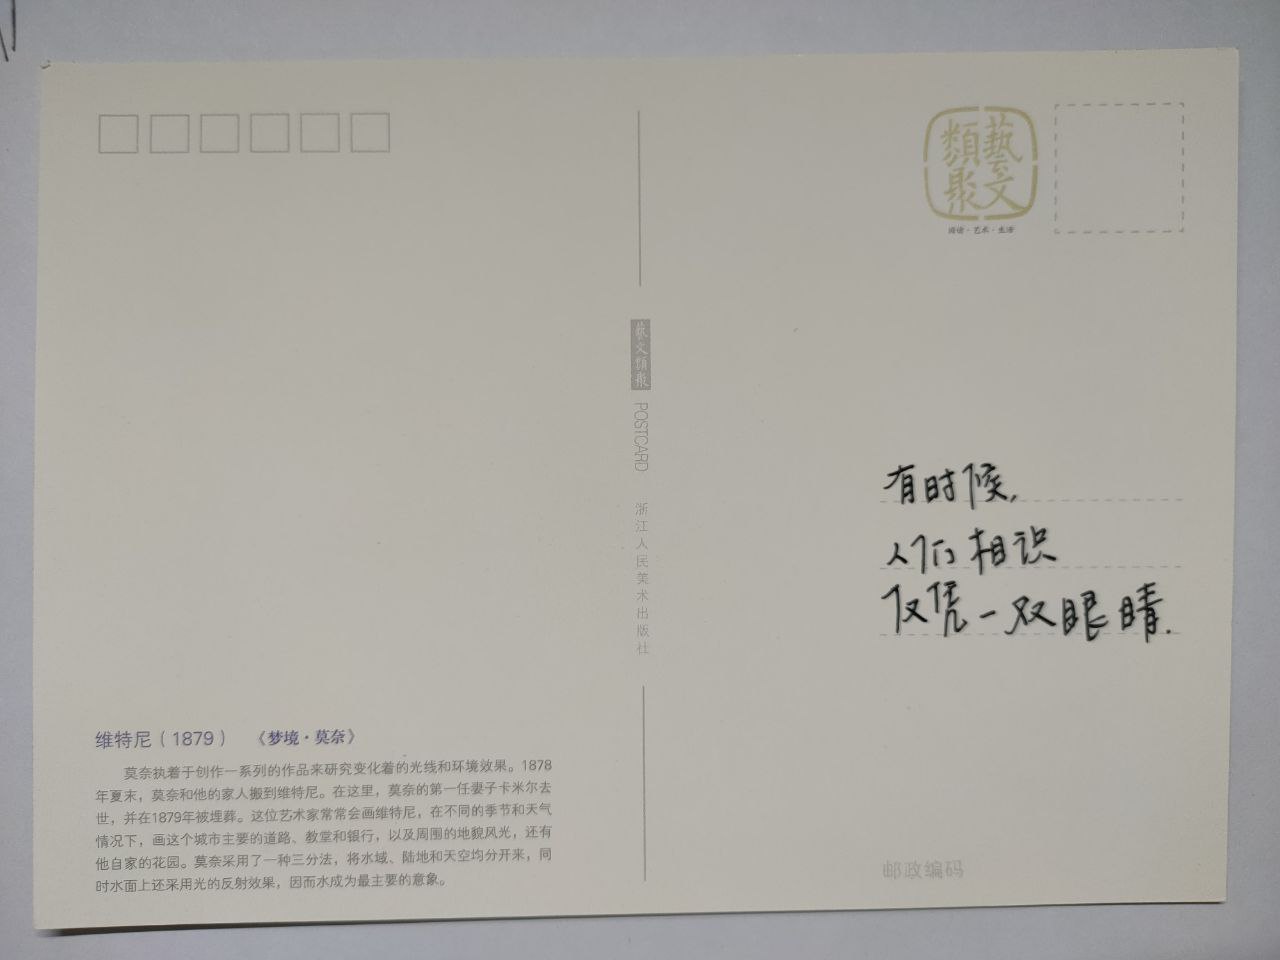 藝文
類聚
阅读·艺术·生活
藝文類聚
POSTCARD
浙江人民美术出版社
有时候，
人们相识
仅凭一双眼睛.
维特尼（1879） 《梦境·莫奈》
莫奈执着于创作一系列的作品来研究变化着的光线和环境效果。1878
年夏末，莫奈和他的家人搬到维特尼。在这里，莫奈的第一任妻子卡米尔去
世，并在1879年被埋葬。这位艺术家常常会画维特尼，在不同的季节和天气
情况下，画这个城市主要的道路、教堂和银行，以及周围的地貌风光，还有
他自家的花园。莫奈采用了一种三分法，将水域、陆地和天空均分开来，同
时水面上还采用光的反射效果，因而水成为最主要的意象。
邮政编码